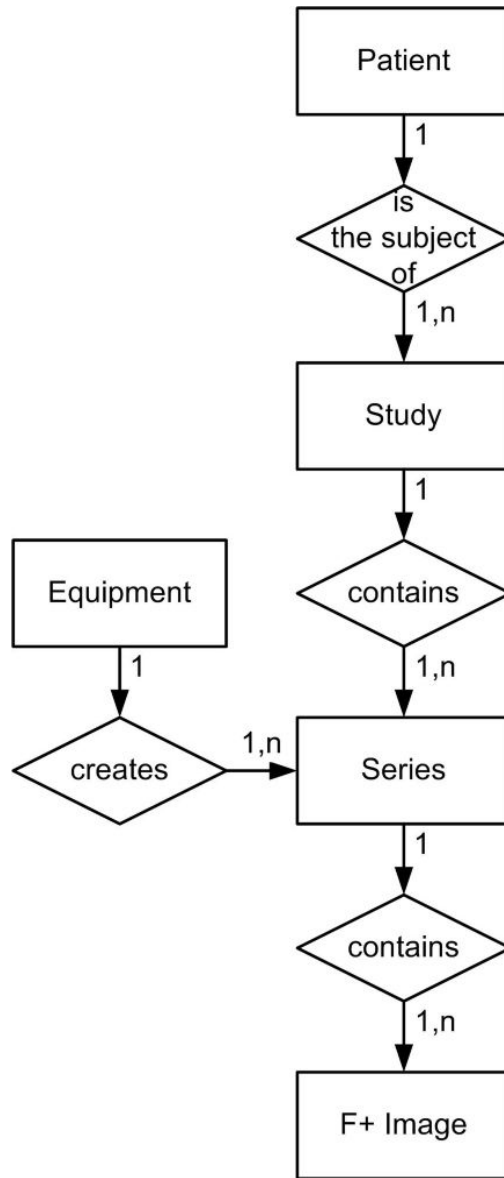 Patient
1
is
the subject
of
1,n
Study
1
contains
1,n
Equipment
1
creates
1,n
Series
1
contains
1,n
F+ Image